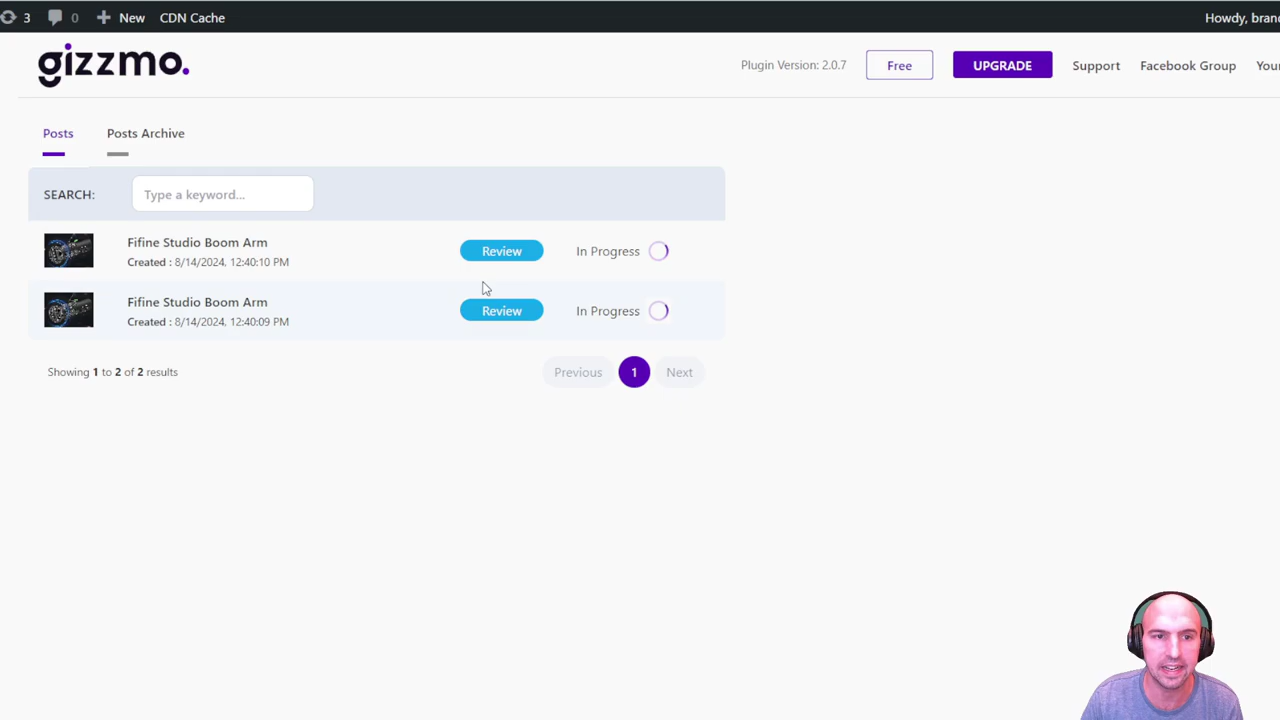 3 0 New CDN Cache Howdy, bran
gizzmo.
Plugin Version: 2.0.7 Free UPGRADE Support Facebook Group You
Posts Posts Archive
SEARCH: Type a keyword...
Fifine Studio Boom Arm
Created : 8/14/2024, 12:40:10 PM
Review In Progress
Fifine Studio Boom Arm
Created : 8/14/2024, 12:40:09 PM
Review In Progress
Showing 1 to 2 of 2 results
Previous 1 Next